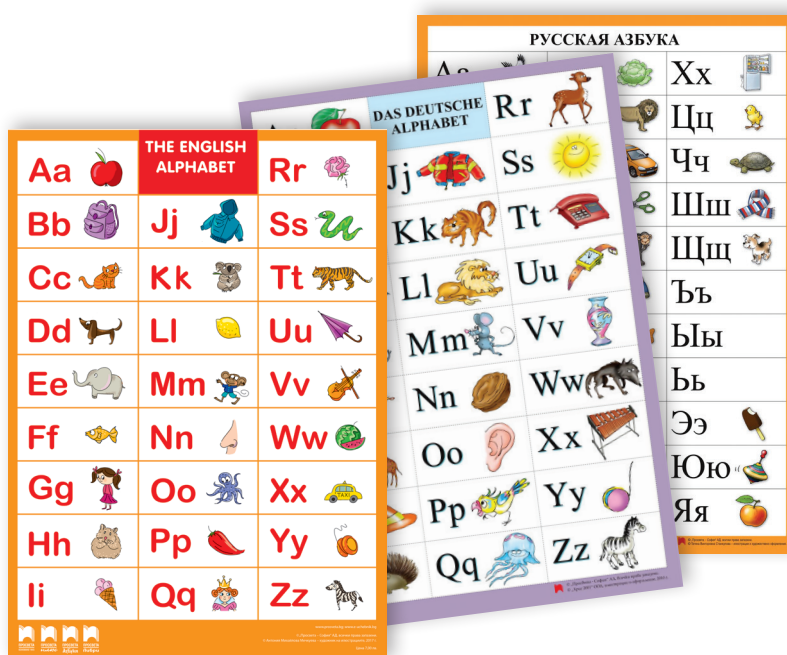 РУССКАЯ АЗБУКА
Хх
Цц
Чч
Шш
Щщ
Ъъ
Ыы
Ьь
Ээ
Юю
Яя
DAS DEUTSCHE
ALPHABET
Rr
Jj
Ss
Kk
Tt
Ll
Uu
Mm
Vv
Nn
Ww
Oo
Xx
Pp
Yy
Qq
Zz
THE ENGLISH
ALPHABET
Aa
Rr
Bb
Jj
Ss
Cc
Kk
Tt
TAXI
Dd
Ll
Uu
Ee
Mm
Vv
Ff
Nn
Ww
Gg
Oo
Xx
Hh
Pp
Yy
Ii
Qq
Zz